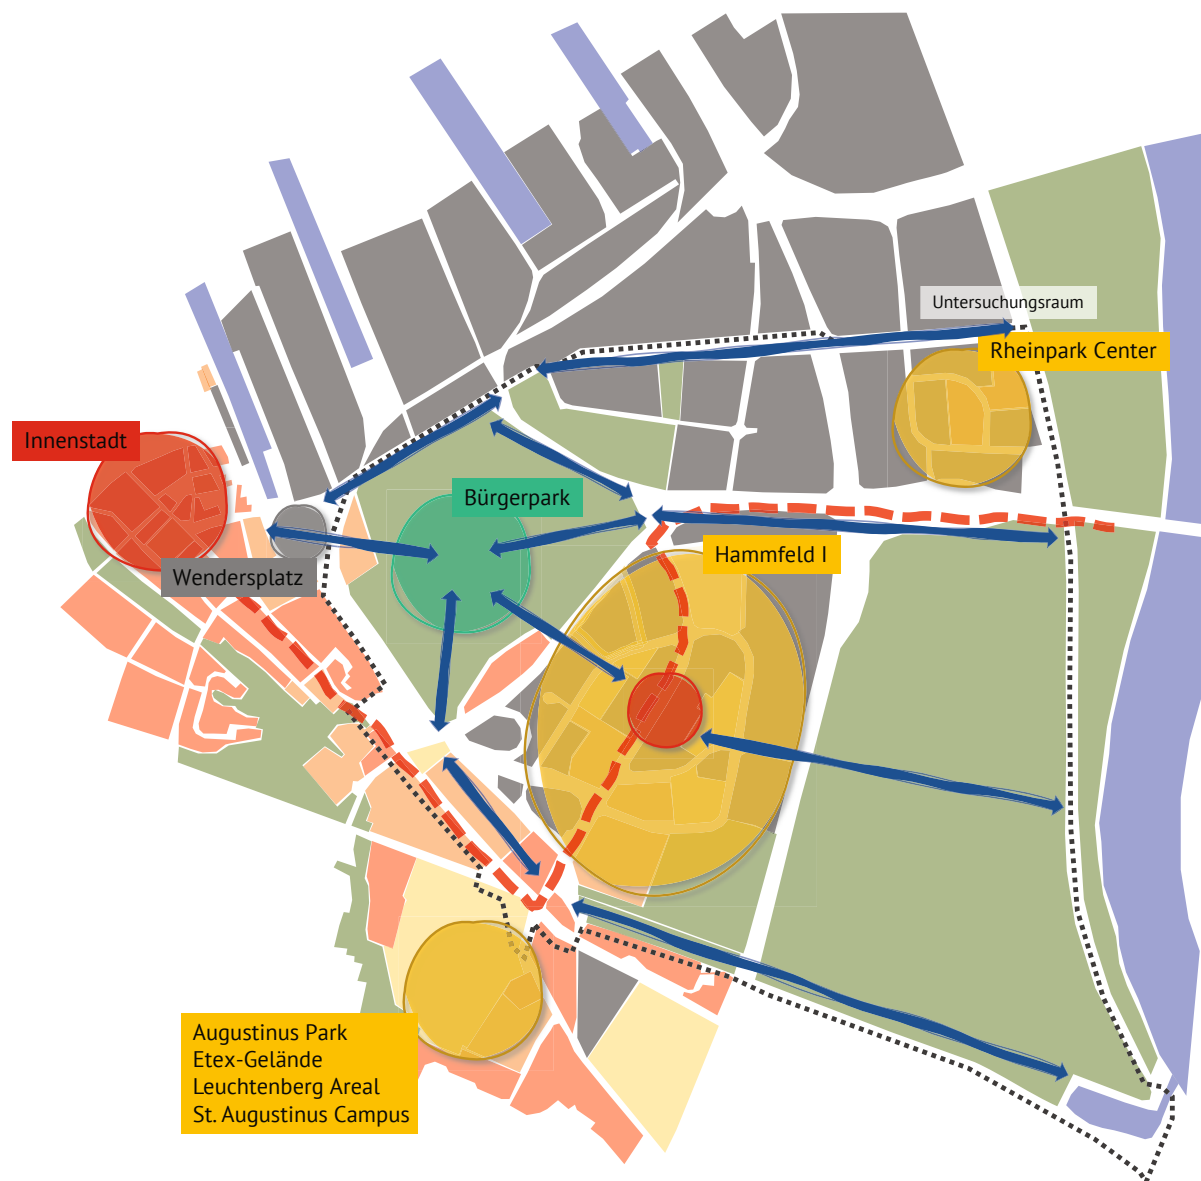 Untersuchungsraum
Rheinpark Center
Innenstadt
Bürgerpark
Hammfeld I
Wendersplatz
Augustinus Park
Etex-Gelände
Leuchtenberg Areal
St. Augustinus Campus